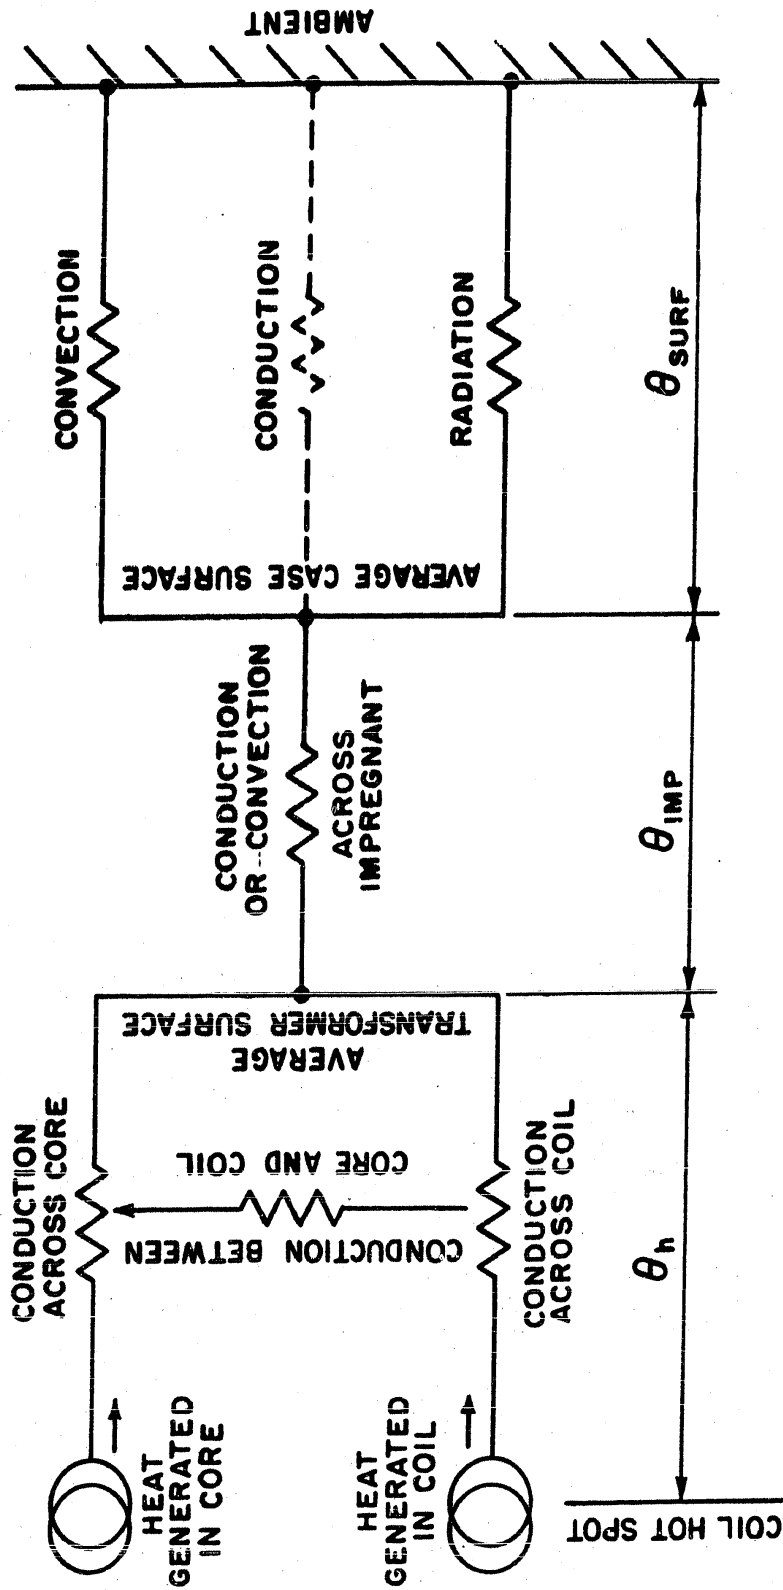 HEAT
GENERATED
IN CORE
CONDUCTION
ACROSS CORE
HEAT
GENERATED
IN COIL
CONDUCTION
ACROSS COIL
CONDUCTION BETWEEN
CORE AND COIL
AVERAGE
TRANSFORMER SURFACE
CONDUCTION
OR CONVECTION
ACROSS
IMPREGNANT
AVERAGE CASE SURFACE
CONVECTION
CONDUCTION
RADIATION
AMBIENT
COIL HOT SPOT
θh
θIMP
θSURF